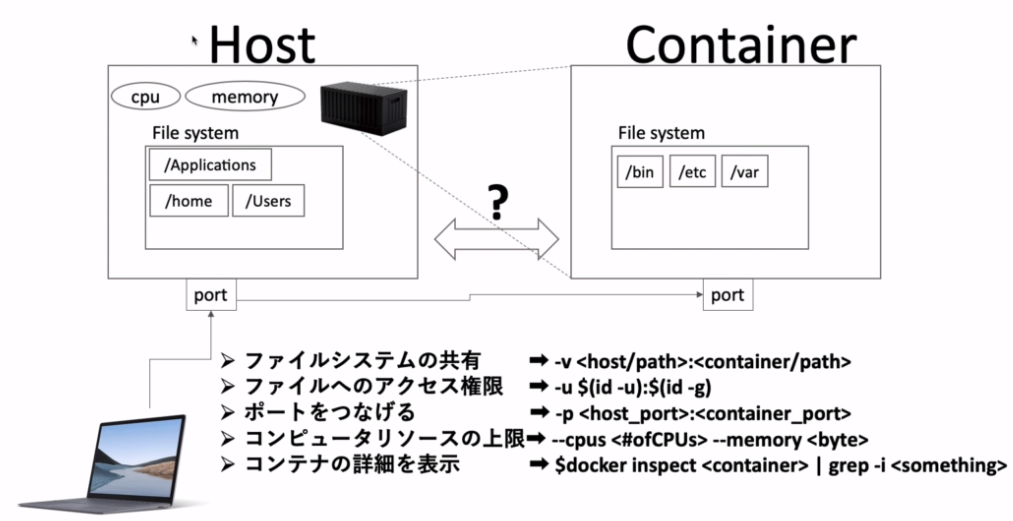 Host
Container
cpu
memory
File system
/Applications
/home
/Users
?
File system
/bin
/etc
/var
port
port
➢ ファイルシステムの共有 ➡ -v <host/path>:<container/path>
➢ ファイルへのアクセス権限 ➡ -u $(id -u):$(id -g)
➢ ポートをつなげる ➡ -p <host_port>:<container_port>
➢ コンピュータリソースの上限 ➡ --cpus <#ofCPUs> --memory <byte>
➢ コンテナの詳細を表示 ➡ $docker inspect <container> | grep -i <something>